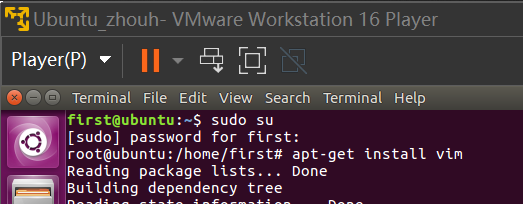 Ubuntu_zhouh- VMware Workstation 16 Player
Player(P)
Terminal File Edit View Search Terminal Help
first@ubuntu:~$ sudo su
[sudo] password for first:
root@ubuntu:/home/first# apt-get install vim
Reading package lists... Done
Building dependency tree
Reading state information... Done